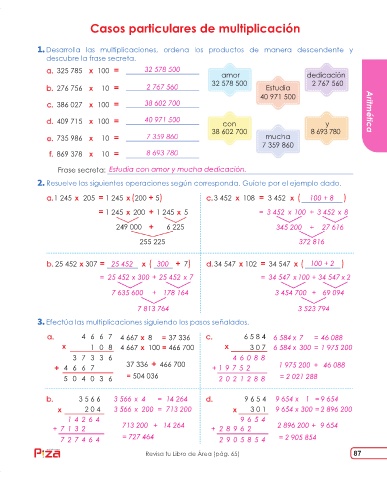 Casos particulares de multiplicación
1. Desarrolla las multiplicaciones, ordena los productos de manera descendente y
descubre la frase secreta.
a. 325 785 x 100 = 32 578 500
b. 276 756 x 10 = 2 767 560
c. 386 027 x 100 = 38 602 700
d. 409 715 x 100 = 40 971 500
e. 735 986 x 10 = 7 359 860
f. 869 378 x 10 = 8 693 780
amor
32 578 500
dedicación
2 767 560
Estudia
40 971 500
con
38 602 700
y
8 693 780
mucha
7 359 860
Aritmética
Frase secreta: Estudia con amor y mucha dedicación.
2. Resuelve las siguientes operaciones según corresponda. Guíate por el ejemplo dado.
a. 1 245 x 205 = 1 245 x (200 + 5)
= 1 245 x 200 + 1 245 x 5
249 000 + 6 225
255 225
c. 3 452 x 108 = 3 452 x ( 100 + 8 )
= 3 452 x 100 + 3 452 x 8
345 200 + 27 616
372 816
b. 25 452 x 307 = 25 452 x ( 300 + 7 )
= 25 452 x 300 + 25 452 x 7
7 635 600 + 178 164
7 813 764
d. 34 547 x 102 = 34 547 x ( 100 + 2 )
= 34 547 x 100 + 34 547 x 2
3 454 700 + 69 094
3 523 794
3. Efectúa las multiplicaciones siguiendo los pasos señalados.
a. 4 6 6 7 4 667 x 8 = 37 336
x 1 0 8 4 667 x 100 = 466 700
3 7 3 3 6
+ 4 6 6 7 37 336 + 466 700
5 0 4 0 3 6 = 504 036
c. 6 5 8 4 6 584 x 7 = 46 088
x 3 0 7 6 584 x 300 = 1 975 200
4 6 0 8 8
+ 1 9 7 5 2 1 975 200 + 46 088
2 0 2 1 2 8 8 = 2 021 288
b. 3 5 6 6 3 566 x 4 = 14 264
x 2 0 4 3 566 x 200 = 713 200
1 4 2 6 4
+ 7 1 3 2 713 200 + 14 264
7 2 7 4 6 4 = 727 464
d. 9 6 5 4 9 654 x 1 = 9 654
x 3 0 1 9 654 x 300 = 2 896 200
9 6 5 4
+ 2 8 9 6 2 2 896 200 + 9 654
2 9 0 5 8 5 4 = 2 905 854
Revisa tu Libro de Área (pág. 65)
87